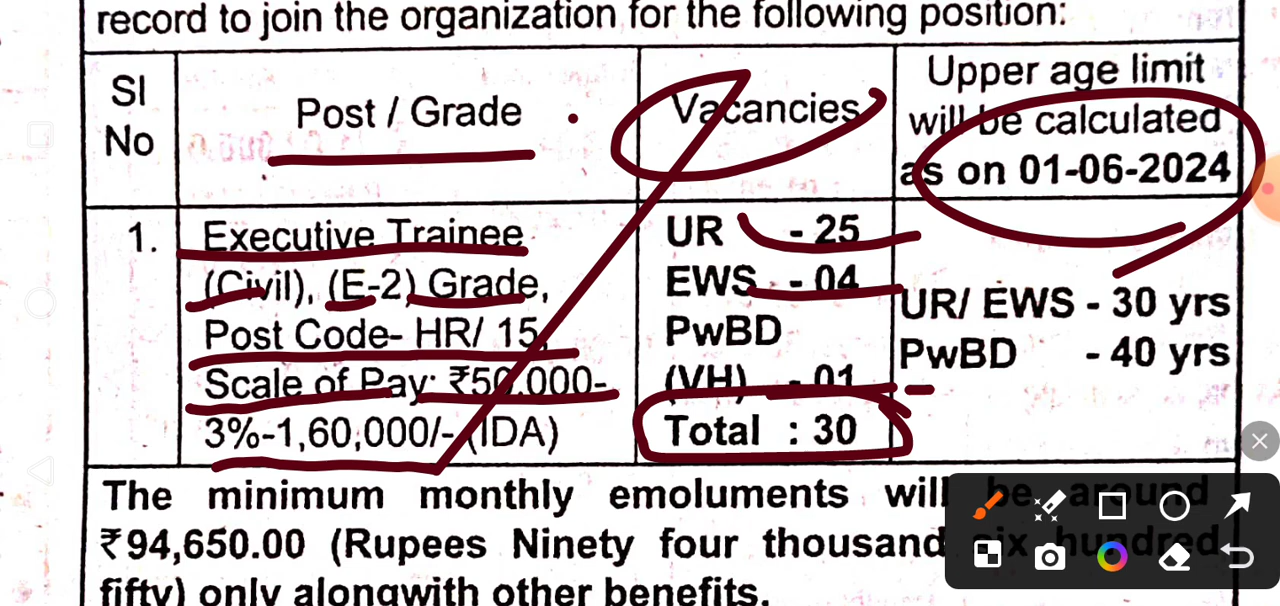 record to join the organization for the following position:
Sl No
Post / Grade
Vacancies
Upper age limit
will be calculated
as on 01-06-2024
1.
Executive Trainee
(Civil), (E-2) Grade,
Post Code- HR/ 15,
Scale of Pay: ₹50,000-
3%-1,60,000/- (IDA)
UR - 25
EWS - 04
PwBD
(VH) - 01
Total : 30
UR/ EWS - 30 yrs
PwBD - 40 yrs
The minimum monthly emoluments will be around
₹94,650.00 (Rupees Ninety four thousand six hundred
fifty) only alongwith other benefits.